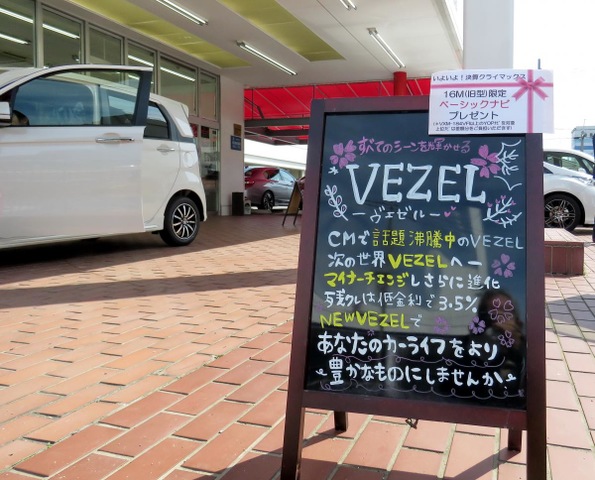 いよいよ！決算クライマックス
16M(旧型)限定
ベーシックナビ
プレゼント
すべてのシーンを輝かせる
VEZEL
ーヴェゼルー
CMで話題沸騰中のVEZEL
次の世界VEZELへー
マイナーチェンジしさらに進化
残クレは低金利で3.5%
NEWVEZELで
あなたのカーライフをより
豊かなものにしませんか